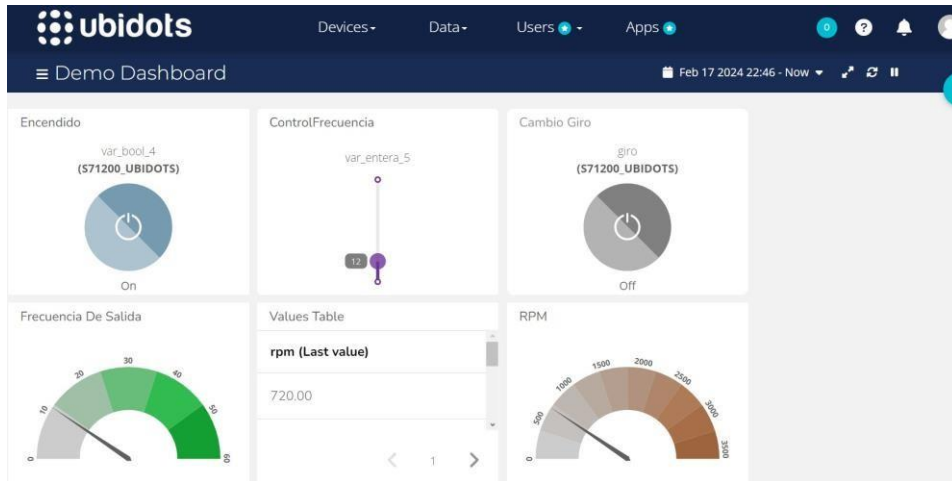 ubidots
Devices
Data
Users
Apps
0
?
Demo Dashboard
Feb 17 2024 22:46 - Now
Encendido
var_bool_4
(S71200_UBIDOTS)
On
ControlFrecuencia
var_entera_5
12
Cambio Giro
giro
(S71200_UBIDOTS)
Off
Frecuencia De Salida
0
10
20
30
40
50
60
Values Table
rpm (Last value)
720.00
1
RPM
0
500
1000
1500
2000
2500
3000
3500